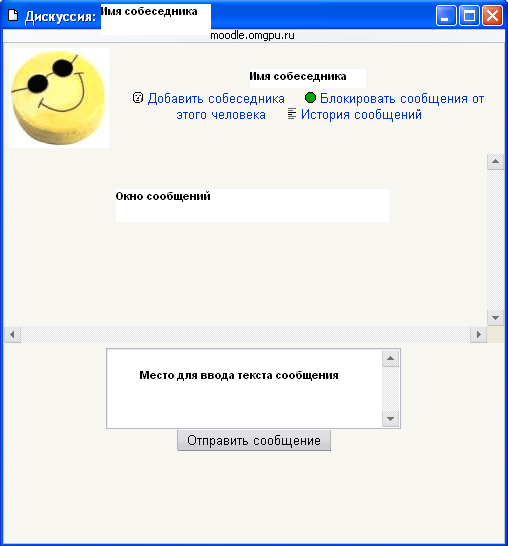 Дискуссия: Имя собеседника
moodle.omgpu.ru
Имя собеседника
Добавить собеседника Блокировать сообщения от
этого человека История сообщений
Окно сообщений
Место для ввода текста сообщения
Отправить сообщение